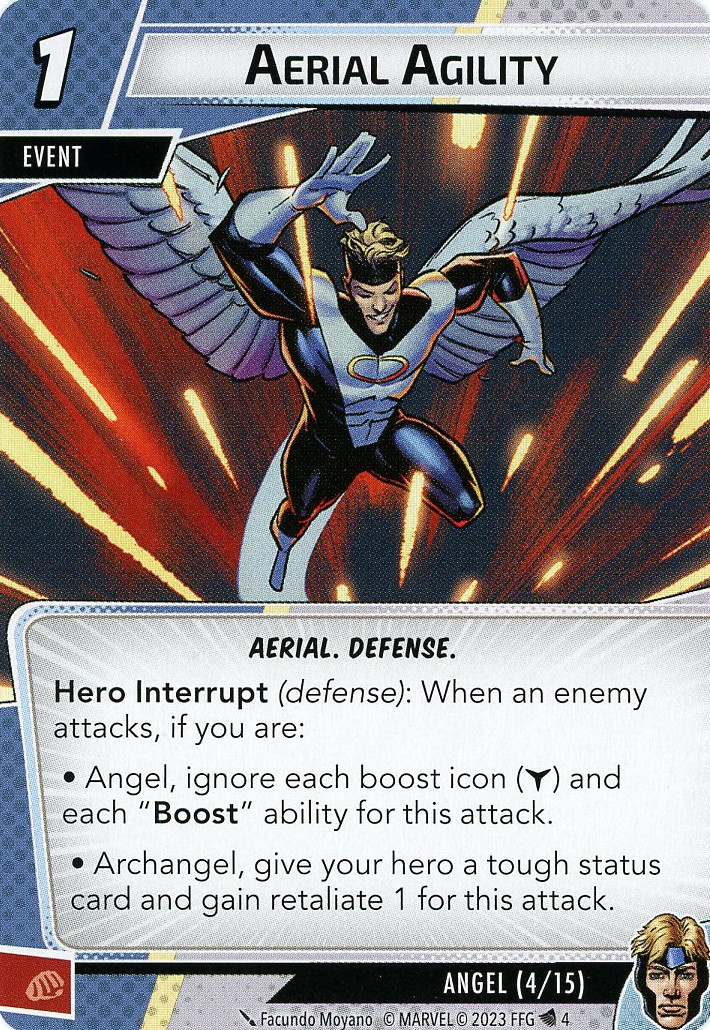 1
AERIAL AGILITY
EVENT
AERIAL. DEFENSE.
Hero Interrupt (defense): When an enemy
attacks, if you are:
• Angel, ignore each boost icon ( ) and
each “Boost” ability for this attack.
• Archangel, give your hero a tough status
card and gain retaliate 1 for this attack.
ANGEL (4/15)
Facundo Moyano © MARVEL © 2023 FFG 4